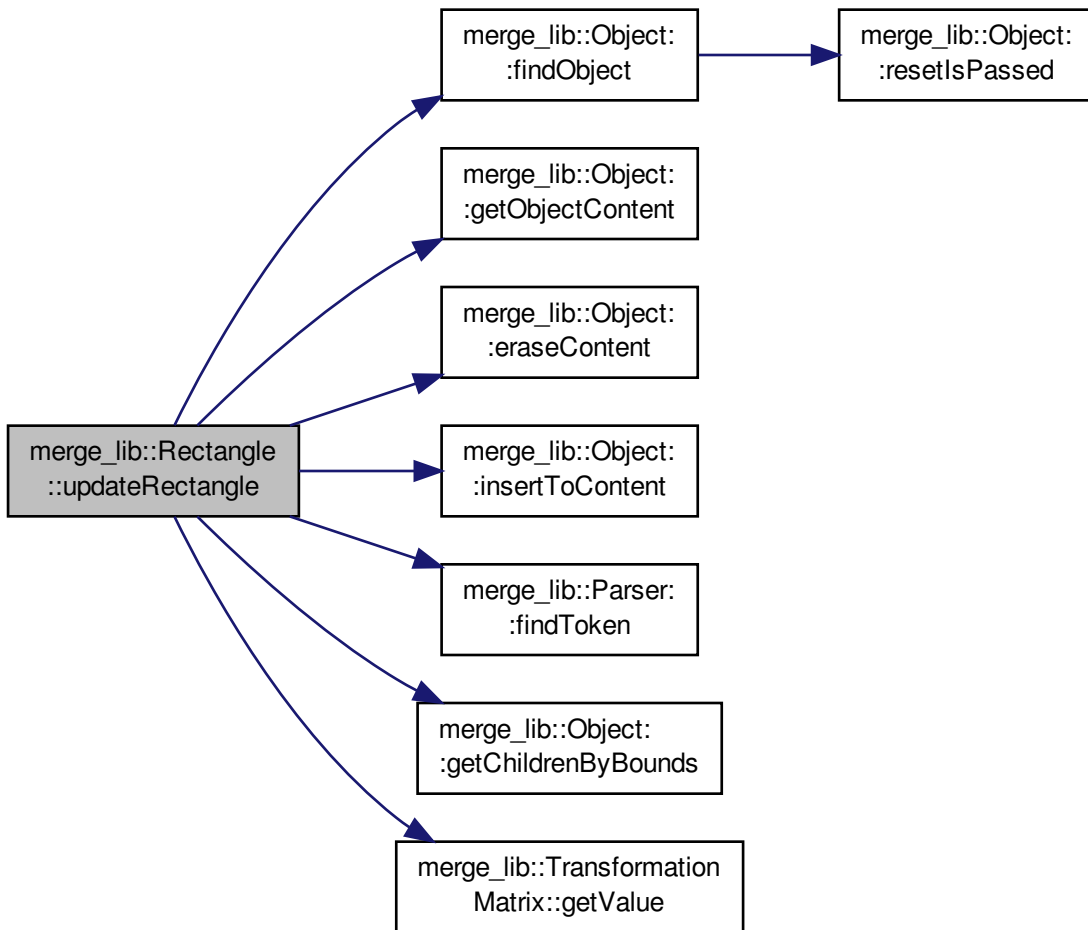 merge_lib::Object:
:findObject
merge_lib::Object:
:resetIsPassed
merge_lib::Object:
:getObjectContent
merge_lib::Object:
:eraseContent
merge_lib::Rectangle
::updateRectangle
merge_lib::Object:
:insertToContent
merge_lib::Parser:
:findToken
merge_lib::Object:
:getChildrenByBounds
merge_lib::Transformation
Matrix::getValue